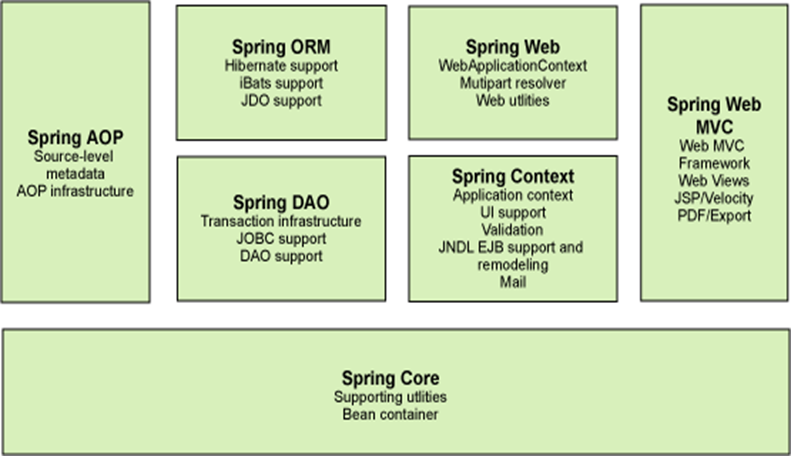 Spring AOP
Source-level
metadata
AOP infrastructure
Spring ORM
Hibernate support
iBats support
JDO support
Spring DAO
Transaction infrastructure
JOBC support
DAO support
Spring Web
WebApplicationContext
Mutipart resolver
Web utlities
Spring Context
Application context
UI support
Validation
JNDL EJB support and
remodeling
Mail
Spring Web
MVC
Web MVC
Framework
Web Views
JSP/Velocity
PDF/Export
Spring Core
Supporting utlities
Bean container